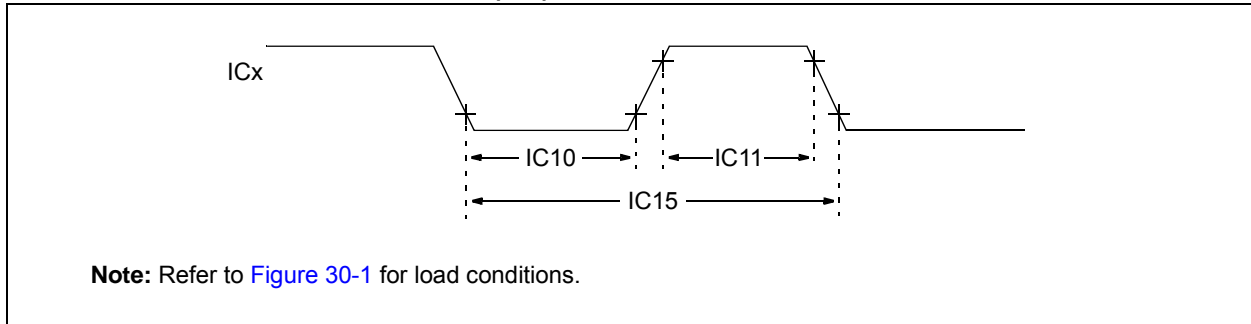 ICx
IC10
IC11
IC15
Note: Refer to Figure 30-1 for load conditions.